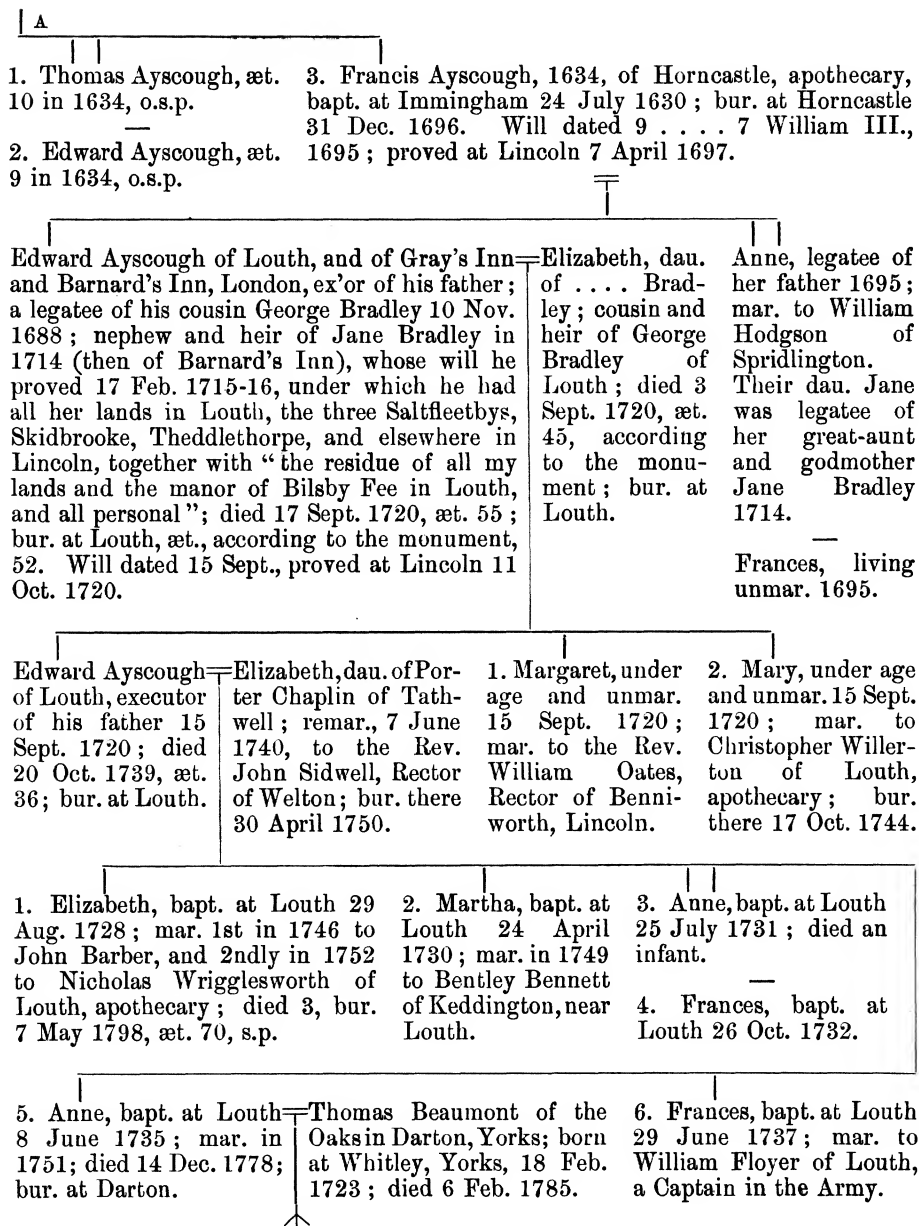 A
1. Thomas Ayscough, æt.
10 in 1634, o.s.p.
—
2. Edward Ayscough, æt.
9 in 1634, o.s.p.
3. Francis Ayscough, 1634, of Horncastle, apothecary,
bapt. at Immingham 24 July 1630 ; bur. at Horncastle
31 Dec. 1696. Will dated 9 . . . . 7 William III.,
1695 ; proved at Lincoln 7 April 1697.
Edward Ayscough of Louth, and of Gray's Inn
and Barnard's Inn, London, ex'or of his father ;
a legatee of his cousin George Bradley 10 Nov.
1688 ; nephew and heir of Jane Bradley in
1714 (then of Barnard's Inn), whose will he
proved 17 Feb. 1715-16, under which he had
all her lands in Louth, the three Saltfleetbys,
Skidbrooke, Theddlethorpe, and elsewhere in
Lincoln, together with “ the residue of all my
lands and the manor of Bilsby Fee in Louth,
and all personal ”; died 17 Sept. 1720, æt. 55 ;
bur. at Louth, æt., according to the monument,
52. Will dated 15 Sept., proved at Lincoln 11
Oct. 1720.
Elizabeth, dau.
of . . . . Brad-
ley ; cousin and
heir of George
Bradley of
Louth ; died 3
Sept. 1720, æt.
45, according
to the monu-
ment ; bur. at
Louth.
Anne, legatee of
her father 1695 ;
mar. to William
Hodgson of
Spridlington.
Their dau. Jane
was legatee of
her great-aunt
and godmother
Jane Bradley
1714.
—
Frances, living
unmar. 1695.
Edward Ayscough
of Louth, executor
of his father 15
Sept. 1720 ; died
20 Oct. 1739, æt.
36; bur. at Louth.
Elizabeth, dau. of Por-
ter Chaplin of Tath-
well ; remar., 7 June
1740, to the Rev.
John Sidwell, Rector
of Welton; bur. there
30 April 1750.
1. Margaret, under
age and unmar.
15 Sept. 1720 ;
mar. to the Rev.
William Oates,
Rector of Benni-
worth, Lincoln.
2. Mary, under age
and unmar. 15 Sept.
1720 ; mar. to
Christopher Willer-
ton of Louth,
apothecary ; bur.
there 17 Oct. 1744.
1. Elizabeth, bapt. at Louth 29
Aug. 1728 ; mar. 1st in 1746 to
John Barber, and 2ndly in 1752
to Nicholas Wrigglesworth of
Louth, apothecary ; died 3, bur.
7 May 1798, æt. 70, s.p.
2. Martha, bapt. at
Louth 24 April
1730 ; mar. in 1749
to Bentley Bennett
of Keddington, near
Louth.
3. Anne, bapt. at Louth
25 July 1731 ; died an
infant.
—
4. Frances, bapt. at
Louth 26 Oct. 1732.
5. Anne, bapt. at Louth
8 June 1735 ; mar. in
1751; died 14 Dec. 1778;
bur. at Darton.
Thomas Beaumont of the
Oaks in Darton, Yorks; born
at Whitley, Yorks, 18 Feb.
1723 ; died 6 Feb. 1785.
6. Frances, bapt. at Louth
29 June 1737 ; mar. to
William Floyer of Louth,
a Captain in the Army.